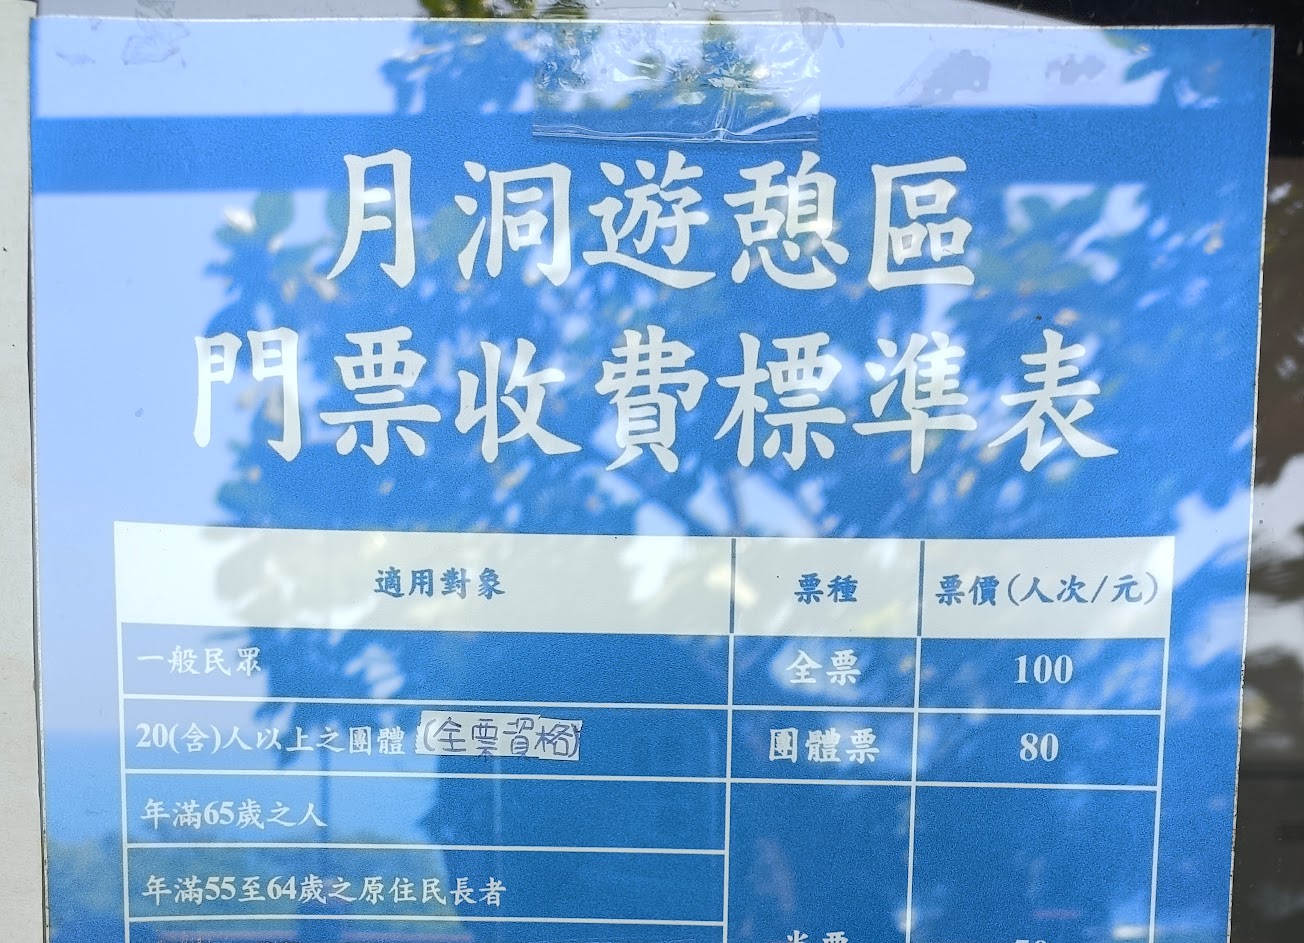 月洞遊憩區
門票收費標準表
適用對象 票種 票價(人次/元)
一般民眾 全票 100
20(含)人以上之團體(全票資格) 團體票 80
年滿65歲之人
年滿55至64歲之原住民長者